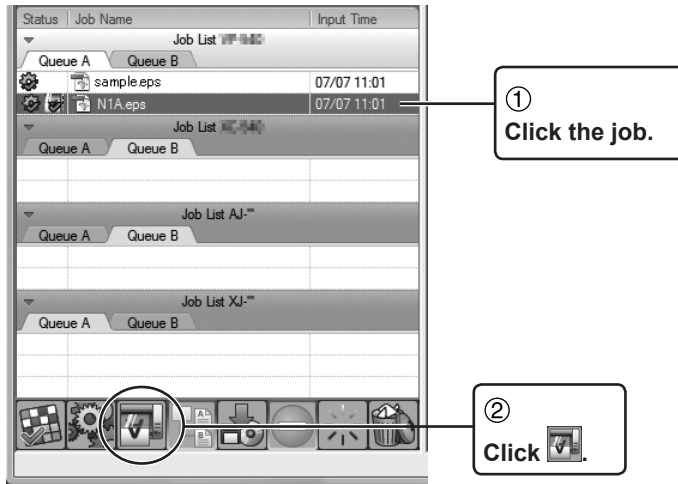 Status Job Name Input Time
Job List
Queue A Queue B
sample.eps 07/07 11:01
N1A.eps 07/07 11:01
Job List
Queue A Queue B
Job List AJ-""
Queue A Queue B
Job List XJ-""
Queue A Queue B
①
Click the job.
②
Click .